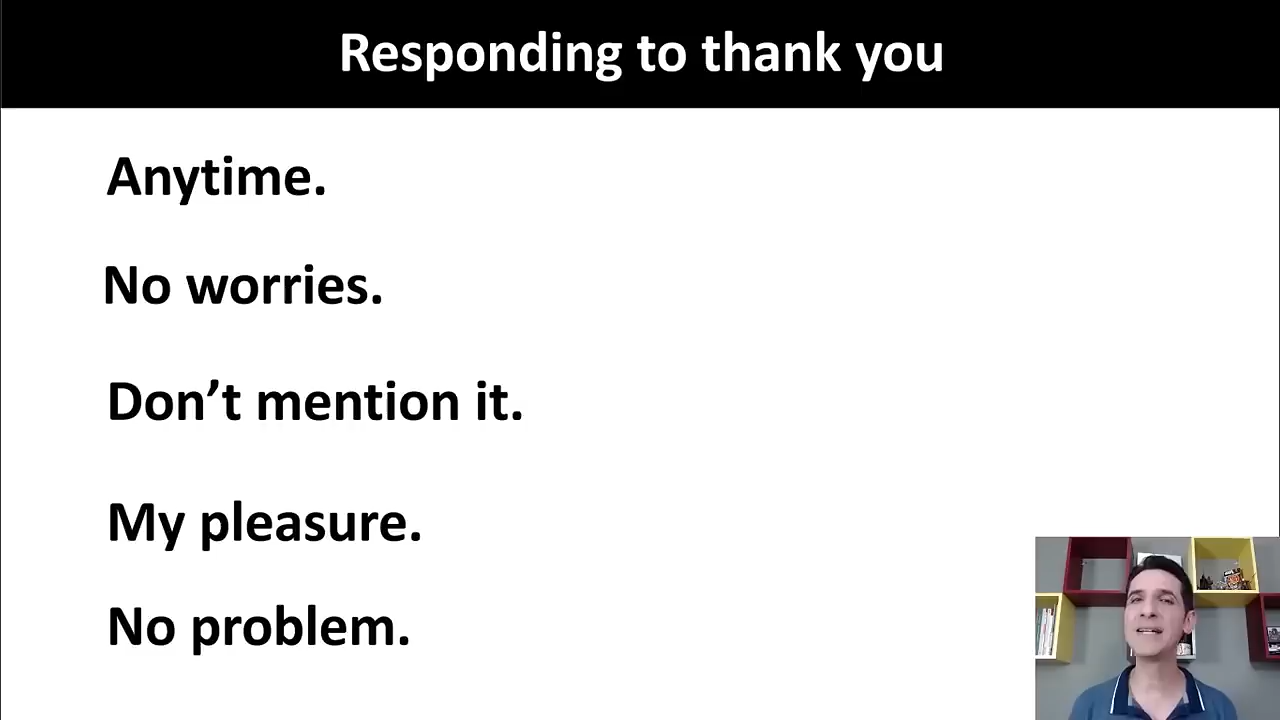 Responding to thank you
Anytime.
No worries.
Don’t mention it.
My pleasure.
No problem.